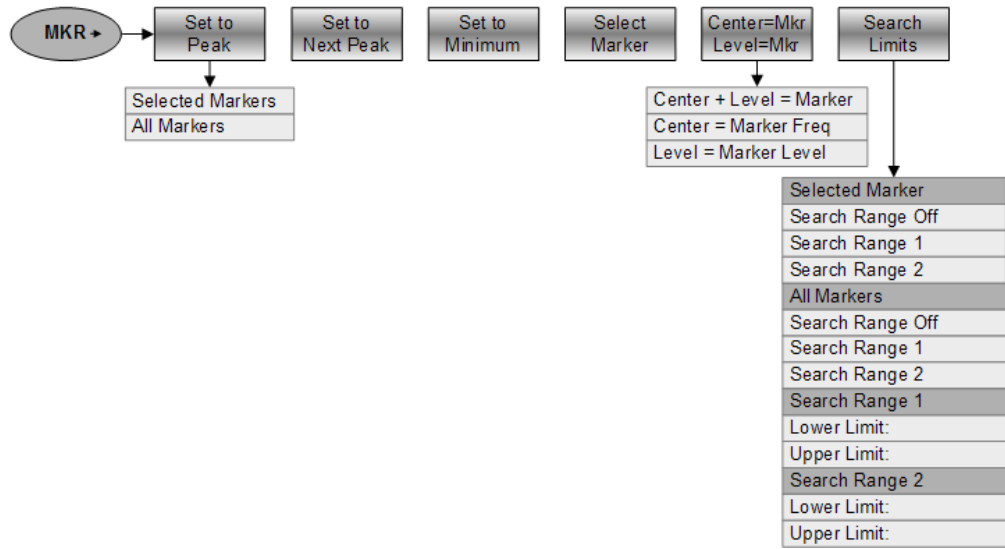 MKR
Set to
Peak
Set to
Next Peak
Set to
Minimum
Select
Marker
Center=Mkr
Level=Mkr
Search
Limits
Selected Markers
All Markers
Center + Level = Marker
Center = Marker Freq
Level = Marker Level
Selected Marker
Search Range Off
Search Range 1
Search Range 2
All Markers
Search Range Off
Search Range 1
Search Range 2
Search Range 1
Lower Limit:
Upper Limit:
Search Range 2
Lower Limit:
Upper Limit: